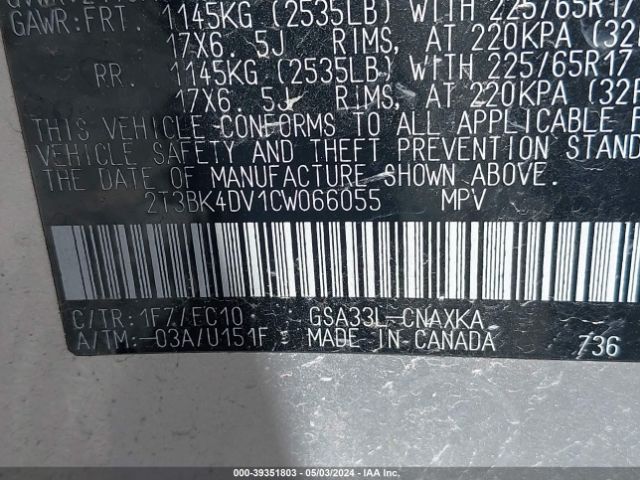 GAWR:FRT. 1145KG (2535LB) WITH 225/65R17
17X6.5J RIMS, AT 220KPA (32
RR. 1145KG (2535LB) WITH 225/65R17
17X6.5J RIMS, AT 220KPA (32P
THIS VEHICLE CONFORMS TO ALL APPLICABLE
VEHICLE SAFETY AND THEFT PREVENTION STAND
THE DATE OF MANUFACTURE SHOWN ABOVE.
2T3BK4DV1CW066055 MPV
C/TR:1F7/EC10 GSA33L-CNAXKA
A/TM:-03A/U151F MADE IN CANADA 736
000-39351803 - 05/03/2024 - IAA Inc.